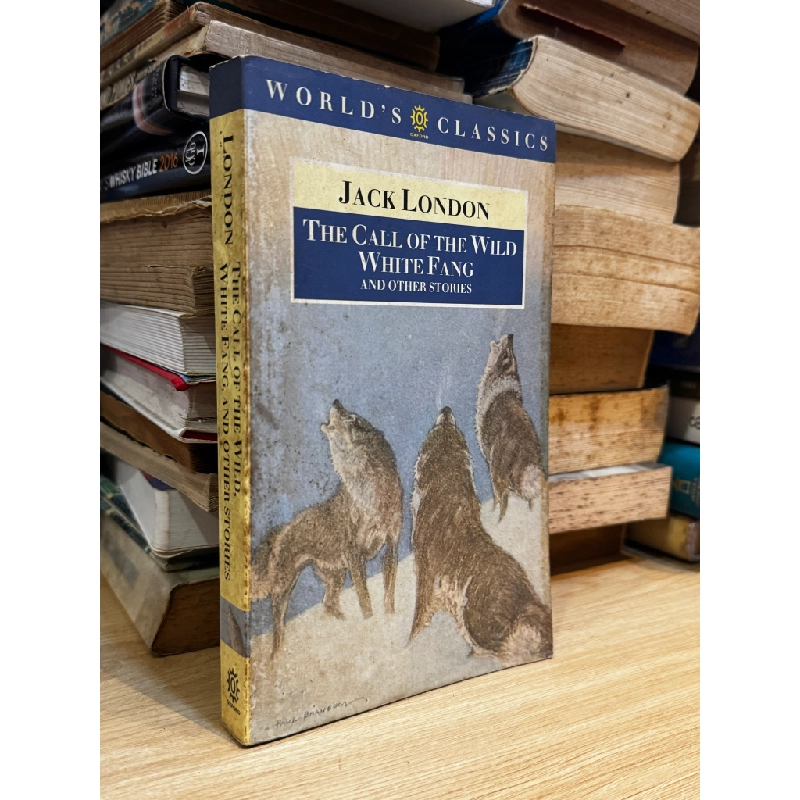 WORLD'S CLASSICS
JACK LONDON
THE CALL OF THE WILD
WHITE FANG
AND OTHER STORIES
LONDON THE CALL OF THE WILD,
WHITE FANG, AND OTHER STORIES
WHISKY BIBLE 2016